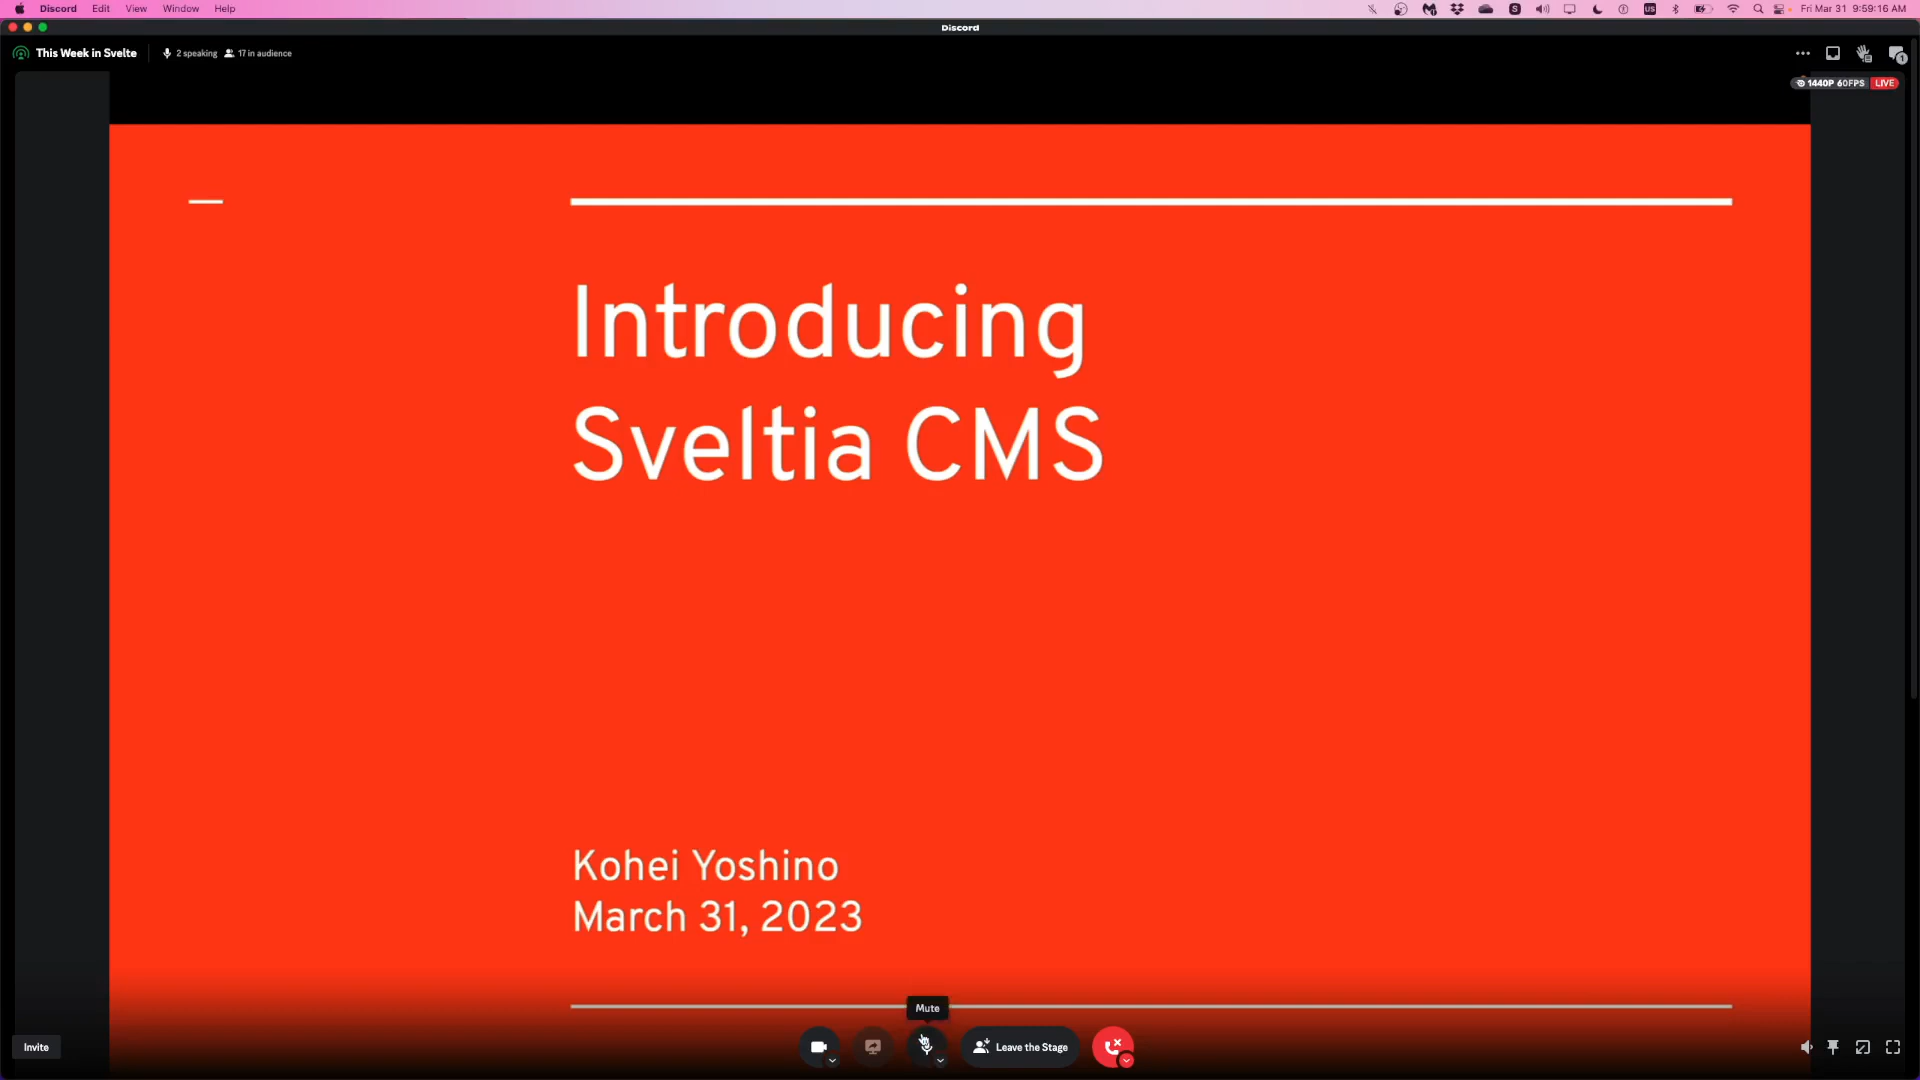 Discord Edit View Window Help
US Fri Mar 31 9:59:16 AM
Discord
This Week in Svelte 2 speaking 17 in audience
1
1440P 60FPS LIVE
Introducing
Sveltia CMS
Kohei Yoshino
March 31, 2023
Mute
Invite
Leave the Stage